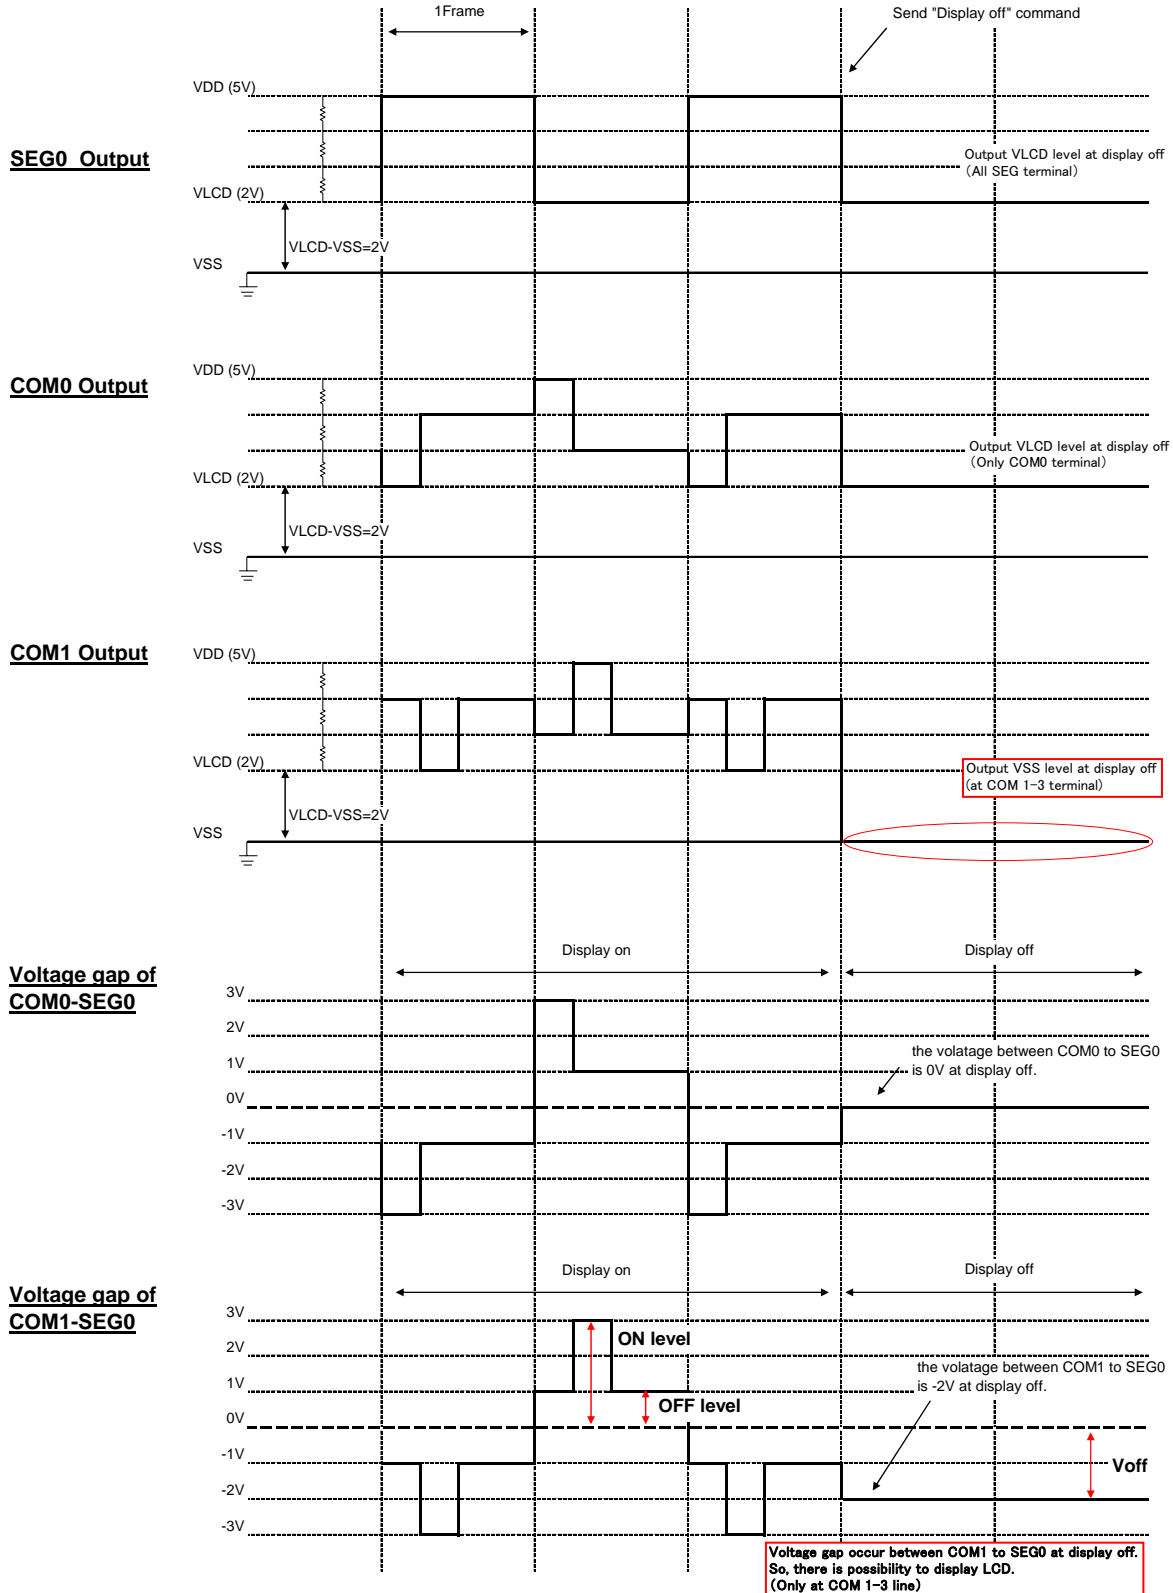 1Frame
Send "Display off" command
VDD (5V)
SEG0  Output
Output VLCD level at display off
(All SEG terminal)
VLCD (2V)
VLCD-VSS=2V
VSS
VDD (5V)
COM0 Output
Output VLCD level at display off
(Only COM0 terminal)
VLCD (2V)
VLCD-VSS=2V
VSS
COM1 Output
VDD (5V)
VLCD (2V)
Output VSS level at display off
(at COM 1-3 terminal)
VLCD-VSS=2V
VSS
Display on
Display off
Voltage gap of
COM0-SEG0
3V
2V
1V
the volatage between COM0 to SEG0
is 0V at display off.
0V
-1V
-2V
-3V
Display on
Display off
Voltage gap of
COM1-SEG0
3V
ON level
2V
the volatage between COM1 to SEG0
is -2V at display off.
1V
OFF level
0V
-1V
Voff
-2V
-3V
Voltage gap occur between COM1 to SEG0 at display off.
So, there is possibility to display LCD.
(Only at COM 1-3 line)